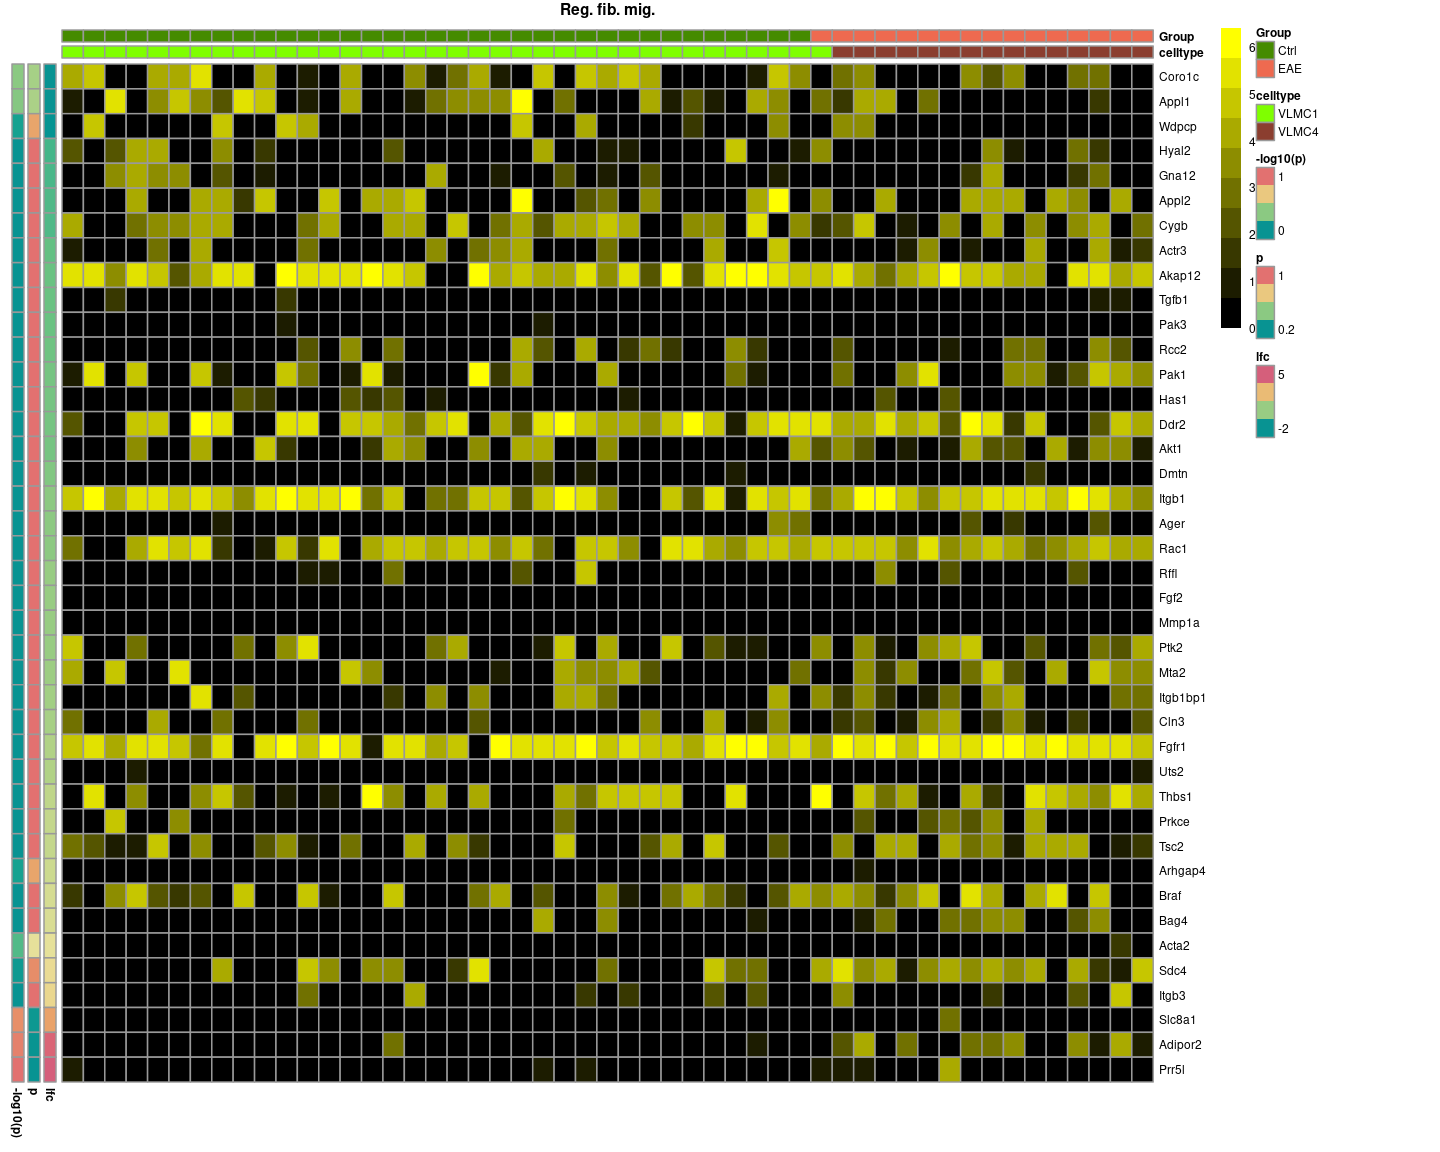 Reg. fib. mig.
Group
celltype
Coro1c
Appl1
Wdpcp
Hyal2
Gna12
Appl2
Cygb
Actr3
Akap12
Tgfb1
Pak3
Rcc2
Pak1
Has1
Ddr2
Akt1
Dmtn
Itgb1
Ager
Rac1
Rffl
Fgf2
Mmp1a
Ptk2
Mta2
Itgb1bp1
Cln3
Fgfr1
Uts2
Thbs1
Prkce
Tsc2
Arhgap4
Braf
Bag4
Acta2
Sdc4
Itgb3
Slc8a1
Adipor2
Prr5l
-log10(p)
p
lfc
6
5
4
3
2
1
0
Group
Ctrl
EAE
celltype
VLMC1
VLMC4
-log10(p)
1
0
p
1
0.2
lfc
5
-2